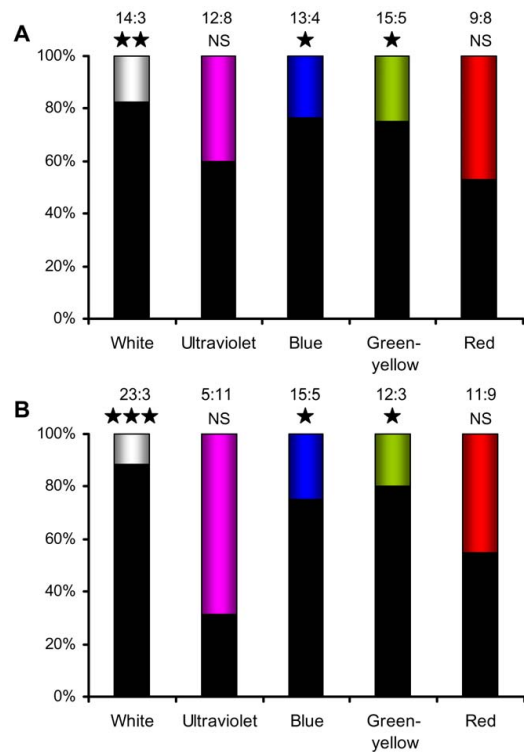 A
14:3 12:8 13:4 15:5 9:8
★★ NS ★ ★ NS
100%
80%
60%
40%
20%
0%
White Ultraviolet Blue Green- Red
yellow
B
23:3 5:11 15:5 12:3 11:9
★★★ NS ★ ★ NS
100%
80%
60%
40%
20%
0%
White Ultraviolet Blue Green- Red
yellow